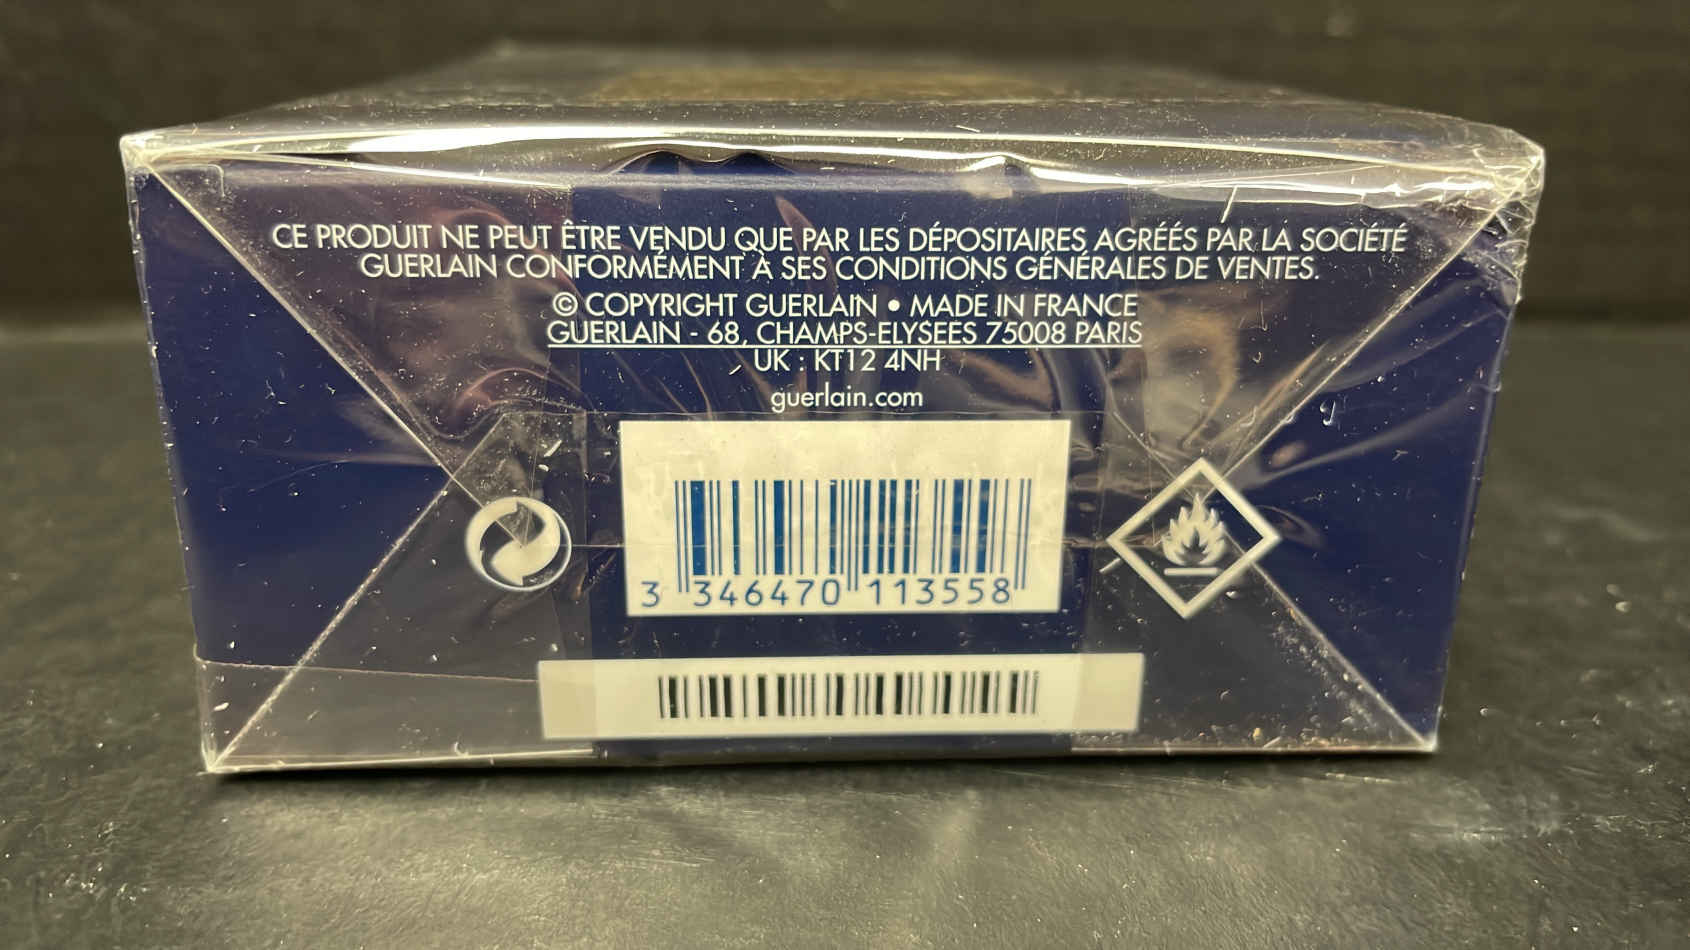 CE PRODUIT NE PEUT ÊTRE VENDU QUE PAR LES DÉPOSITAIRES AGRÉÉS PAR LA SOCIÉTÉ
GUERLAIN CONFORMÉMENT À SES CONDITIONS GÉNÉRALES DE VENTES.
© COPYRIGHT GUERLAIN • MADE IN FRANCE
GUERLAIN - 68, CHAMPS-ELYSEES 75008 PARIS
UK : KT12 4NH
guerlain.com
3 346470 113558